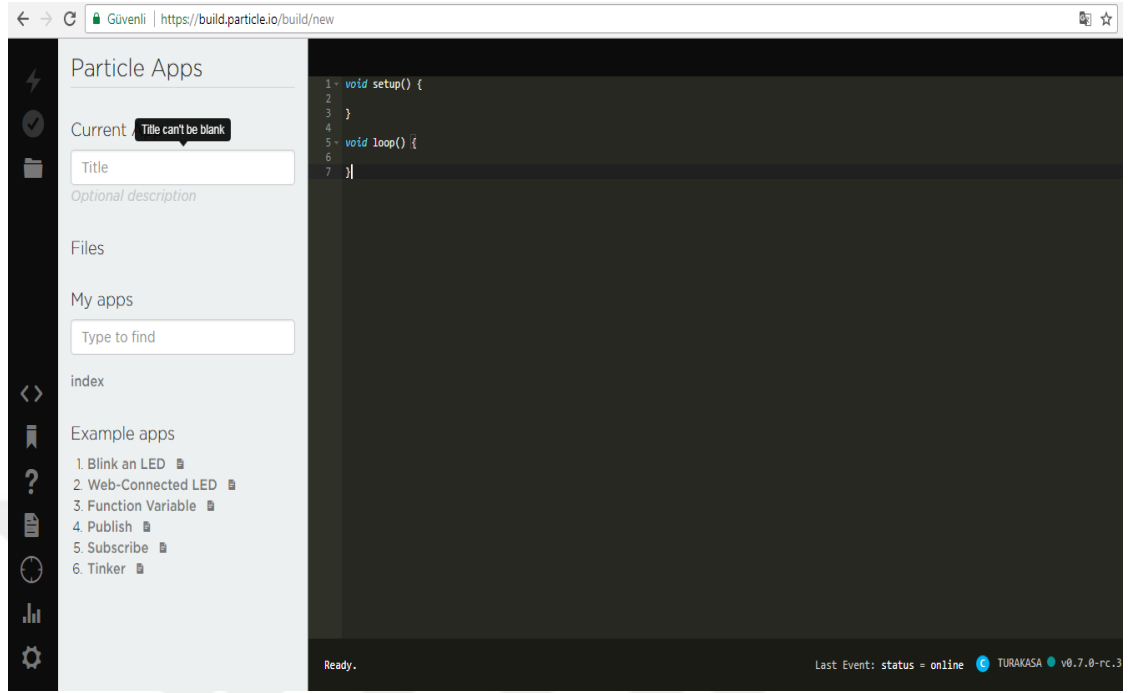 Güvenli | https://build.particle.io/build/new
Particle Apps
Current
Title can't be blank
Title
Optional description
Files
My apps
Type to find
index
Example apps
1. Blink an LED
2. Web-Connected LED
3. Function Variable
4. Publish
5. Subscribe
6. Tinker
1 void setup() {
2
3 }
4
5 void loop() {
6
7 }
Ready.
Last Event: status = online C TURAKASA v0.7.0-rc.3